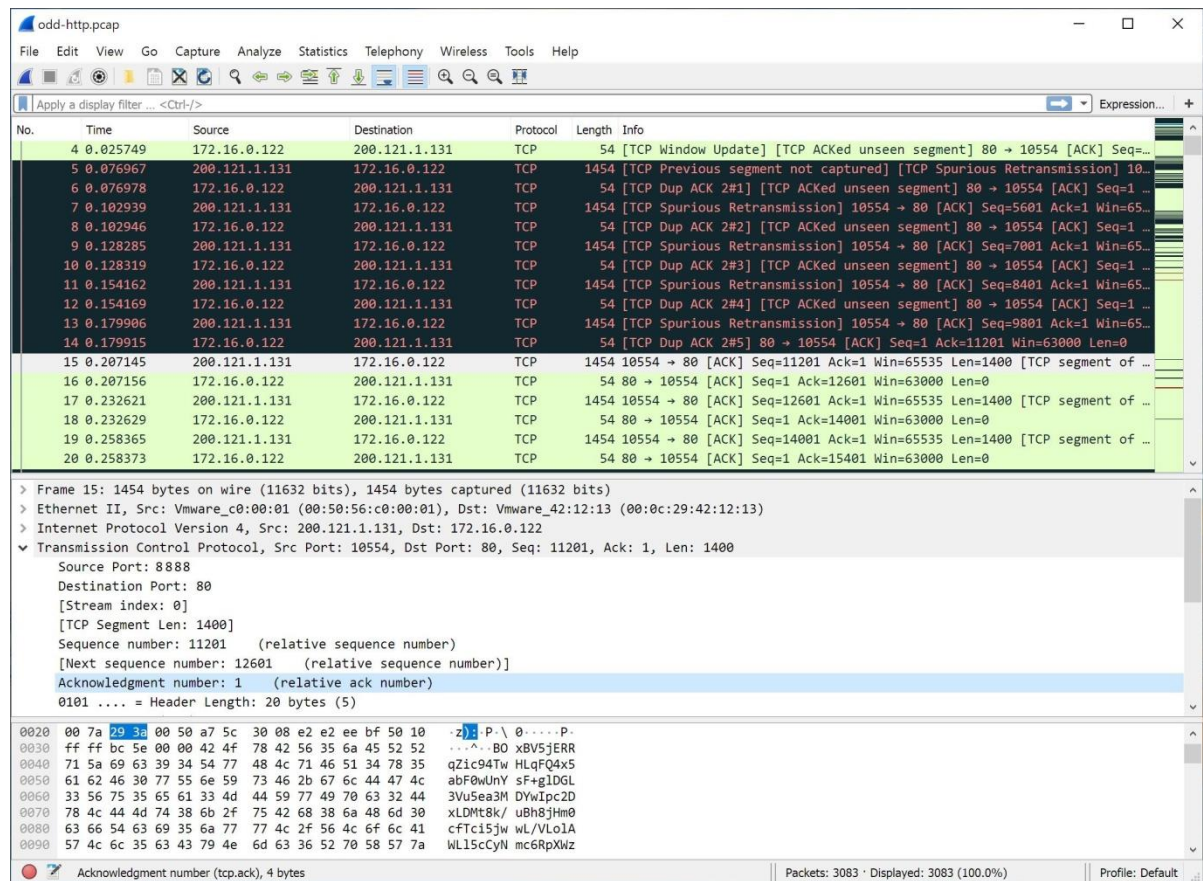 odd-http.pcap
File Edit View Go Capture Analyze Statistics Telephony Wireless Tools Help
Apply a display filter ... <Ctrl-/> Expression... +
No. Time Source Destination Protocol Length Info
4 0.025749 172.16.0.122 200.121.1.131 TCP 54 [TCP Window Update] [TCP ACKed unseen segment] 80 → 10554 [ACK] Seq=…
5 0.076967 200.121.1.131 172.16.0.122 TCP 1454 [TCP Previous segment not captured] [TCP Spurious Retransmission] 10…
6 0.076978 172.16.0.122 200.121.1.131 TCP 54 [TCP Dup ACK 2#1] [TCP ACKed unseen segment] 80 → 10554 [ACK] Seq=1 …
7 0.102939 200.121.1.131 172.16.0.122 TCP 1454 [TCP Spurious Retransmission] 10554 → 80 [ACK] Seq=5601 Ack=1 Win=65…
8 0.102946 172.16.0.122 200.121.1.131 TCP 54 [TCP Dup ACK 2#2] [TCP ACKed unseen segment] 80 → 10554 [ACK] Seq=1 …
9 0.128285 200.121.1.131 172.16.0.122 TCP 1454 [TCP Spurious Retransmission] 10554 → 80 [ACK] Seq=7001 Ack=1 Win=65…
10 0.128319 172.16.0.122 200.121.1.131 TCP 54 [TCP Dup ACK 2#3] [TCP ACKed unseen segment] 80 → 10554 [ACK] Seq=1 …
11 0.154162 200.121.1.131 172.16.0.122 TCP 1454 [TCP Spurious Retransmission] 10554 → 80 [ACK] Seq=8401 Ack=1 Win=65…
12 0.154169 172.16.0.122 200.121.1.131 TCP 54 [TCP Dup ACK 2#4] [TCP ACKed unseen segment] 80 → 10554 [ACK] Seq=1 …
13 0.179906 200.121.1.131 172.16.0.122 TCP 1454 [TCP Spurious Retransmission] 10554 → 80 [ACK] Seq=9801 Ack=1 Win=65…
14 0.179915 172.16.0.122 200.121.1.131 TCP 54 [TCP Dup ACK 2#5] 80 → 10554 [ACK] Seq=1 Ack=11201 Win=63000 Len=0
15 0.207145 200.121.1.131 172.16.0.122 TCP 1454 10554 → 80 [ACK] Seq=11201 Ack=1 Win=65535 Len=1400 [TCP segment of …
16 0.207156 172.16.0.122 200.121.1.131 TCP 54 80 → 10554 [ACK] Seq=1 Ack=12601 Win=63000 Len=0
17 0.232621 200.121.1.131 172.16.0.122 TCP 1454 10554 → 80 [ACK] Seq=12601 Ack=1 Win=65535 Len=1400 [TCP segment of …
18 0.232629 172.16.0.122 200.121.1.131 TCP 54 80 → 10554 [ACK] Seq=1 Ack=14001 Win=63000 Len=0
19 0.258365 200.121.1.131 172.16.0.122 TCP 1454 10554 → 80 [ACK] Seq=14001 Ack=1 Win=65535 Len=1400 [TCP segment of …
20 0.258373 172.16.0.122 200.121.1.131 TCP 54 80 → 10554 [ACK] Seq=1 Ack=15401 Win=63000 Len=0
Frame 15: 1454 bytes on wire (11632 bits), 1454 bytes captured (11632 bits)
Ethernet II, Src: Vmware_c0:00:01 (00:50:56:c0:00:01), Dst: Vmware_42:12:13 (00:0c:29:42:12:13)
Internet Protocol Version 4, Src: 200.121.1.131, Dst: 172.16.0.122
Transmission Control Protocol, Src Port: 10554, Dst Port: 80, Seq: 11201, Ack: 1, Len: 1400
Source Port: 8888
Destination Port: 80
[Stream index: 0]
[TCP Segment Len: 1400]
Sequence number: 11201 (relative sequence number)
[Next sequence number: 12601 (relative sequence number)]
Acknowledgment number: 1 (relative ack number)
0101 .... = Header Length: 20 bytes (5)
0020 00 7a 29 3a 00 50 a7 5c 30 08 e2 e2 ee bf 50 10 ·z):·P·\ 0·····P·
0030 ff ff bc 5e 00 00 42 4f 78 42 56 35 6a 45 52 52 ···^··BO xBV5jERR
0040 71 5a 69 63 39 34 54 77 48 4c 71 46 51 34 78 35 qZic94Tw HLqFQ4x5
0050 61 62 46 30 77 55 6e 59 73 46 2b 67 6c 44 47 4c abF0wUnY sF+glDGL
0060 33 56 75 35 65 61 33 4d 44 59 77 49 70 63 32 44 3Vu5ea3M DYwIpc2D
0070 78 4c 44 4d 74 38 6b 2f 75 42 68 38 6a 48 6d 30 xLDMt8k/ uBh8jHm0
0080 63 66 54 63 69 35 6a 77 77 4c 2f 56 4c 6f 6c 41 cfTci5jw wL/VLolA
0090 57 4c 6c 35 63 43 79 4e 6d 63 36 52 70 58 57 7a WLl5cCyN mc6RpXWz
Acknowledgment number (tcp.ack), 4 bytes Packets: 3083 · Displayed: 3083 (100.0%) Profile: Default